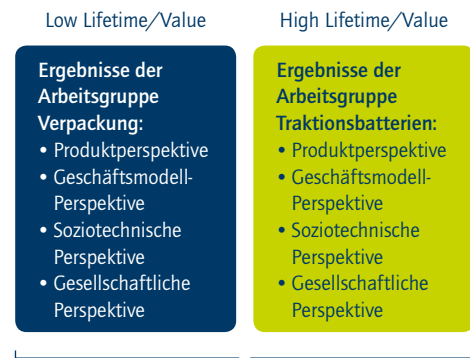 Low Lifetime/Value
Ergebnisse der
Arbeitsgruppe
Verpackung:
• Produktperspektive
• Geschäftsmodell-
Perspektive
• Soziotechnische
Perspektive
• Gesellschaftliche
Perspektive
High Lifetime/Value
Ergebnisse der
Arbeitsgruppe
Traktionsbatterien:
• Produktperspektive
• Geschäftsmodell-
Perspektive
• Soziotechnische
Perspektive
• Gesellschaftliche
Perspektive